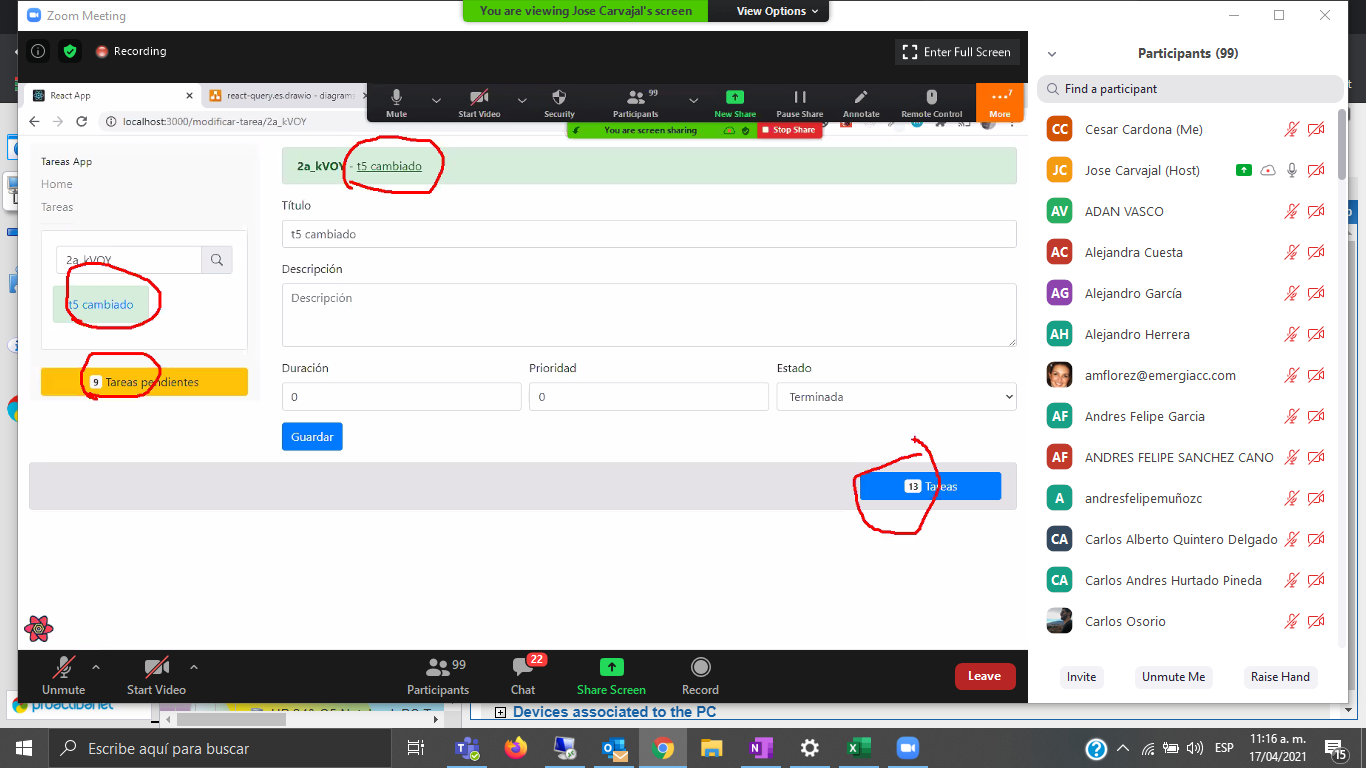 Zoom Meeting
You are viewing Jose Carvajal's screen
View Options
Recording
Enter Full Screen
React App
react-query.es.drawio - diagrams
localhost:3000/modificar-tarea/2a_kVOY
Mute
Start Video
Security
99
Participants
New Share
Pause Share
Annotate
Remote Control
7
More
You are screen sharing
Stop Share
Tareas App
Home
Tareas
2a_kVOY
t5 cambiado
9 Tareas pendientes
2a_kVOY - t5 cambiado
Título
t5 cambiado
Descripción
Descripción
Duración
Prioridad
Estado
0
0
Terminada
Guardar
13 Tareas
Participants (99)
Find a participant
CC Cesar Cardona (Me)
JC Jose Carvajal (Host)
AV ADAN VASCO
AC Alejandra Cuesta
AG Alejandro García
AH Alejandro Herrera
amflorez@emergiacc.com
AF Andres Felipe Garcia
AF ANDRES FELIPE SANCHEZ CANO
A andresfelipemuñozc
CA Carlos Alberto Quintero Delgado
CA Carlos Andres Hurtado Pineda
Carlos Osorio
Invite
Unmute Me
Raise Hand
Unmute
Start Video
99
Participants
22
Chat
Share Screen
Record
Leave
proactibanet
Devices associated to the PC
Escribe aquí para buscar
ESP
11:16 a. m.
17/04/2021
15